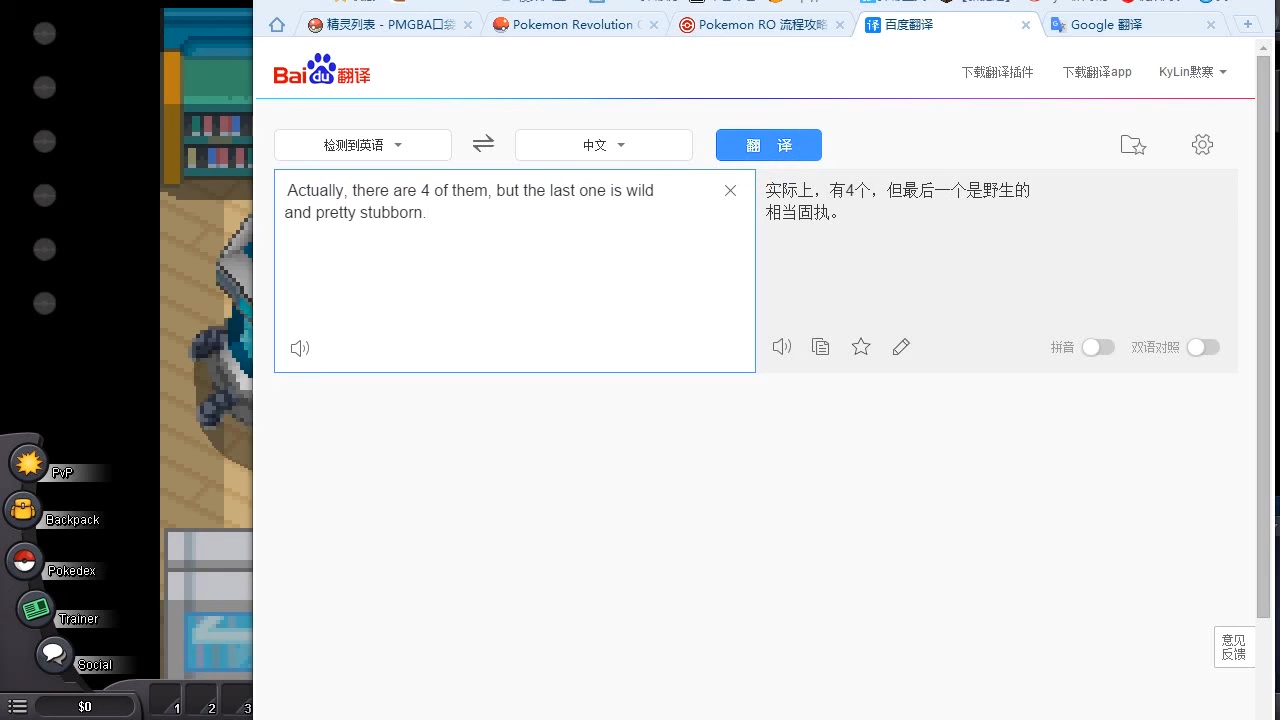 精灵列表 - PMGBA口袋
Pokemon Revolution
Pokemon RO 流程攻略
百度翻译
Google 翻译
Baidu翻译
下载翻译插件
下载翻译app
KyLin默寒
检测到英语
中文
翻 译
Actually, there are 4 of them, but the last one is wild
and pretty stubborn.
实际上，有4个，但最后一个是野生的
相当固执。
拼音
双语对照
PvP
Backpack
Pokedex
Trainer
Social
意见
反馈
$0
1
2
3